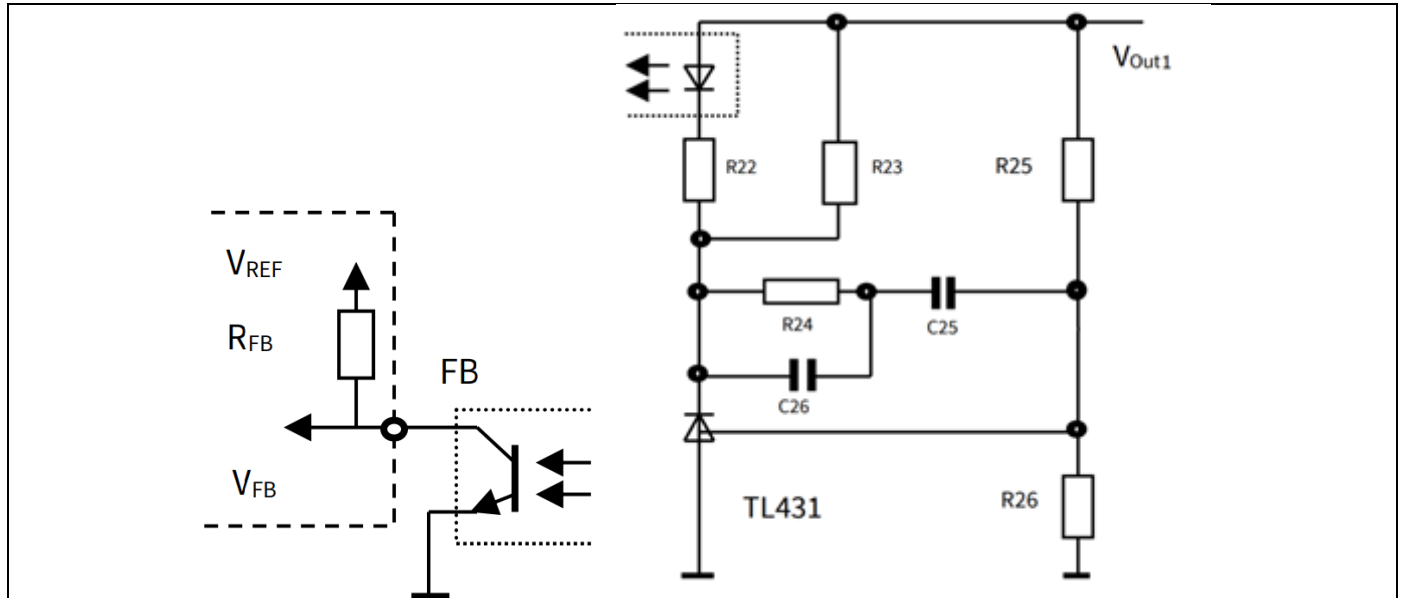 VOut1
R22
R23
R25
VREF
RFB
R24
C25
FB
C26
VFB
TL431
R26